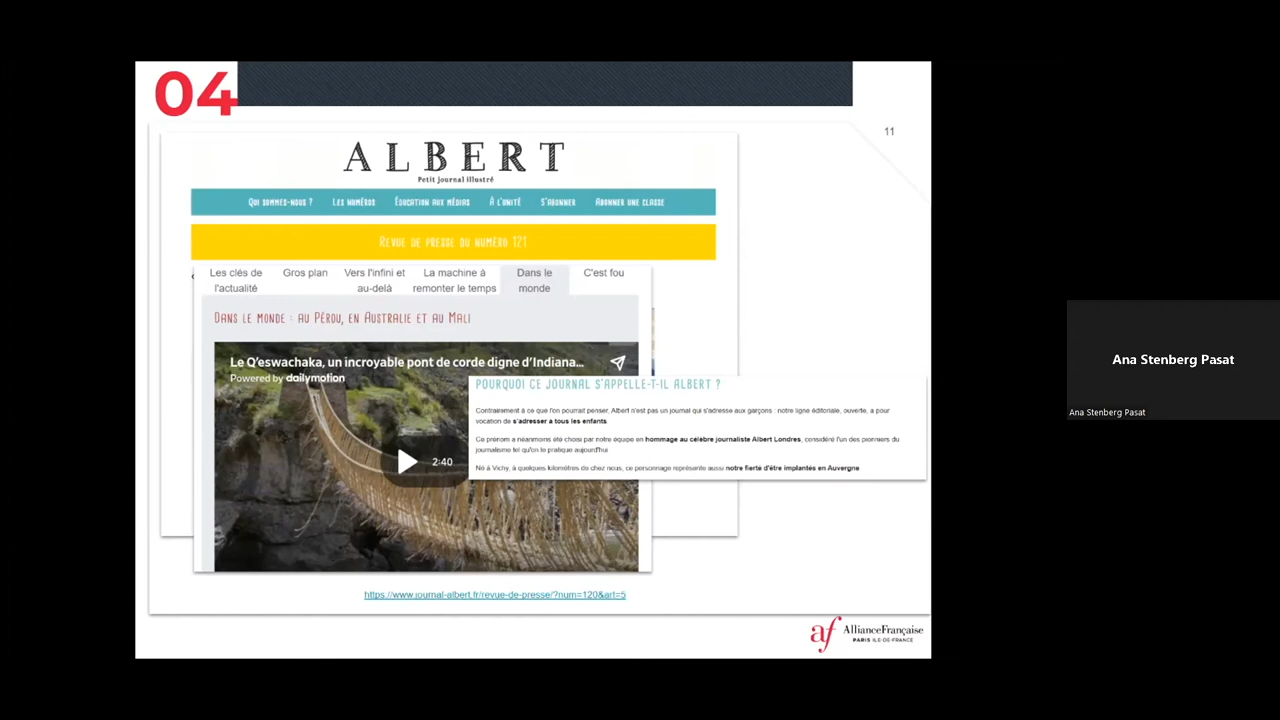 04
11
ALBERT
Petit journal illustré
Qui sommes-nous ? Les numéros Éducation aux médias À l'unité S'abonner Abonner une classe
Revue de presse du numéro 121
Les clés de l'actualité
Gros plan
Vers l'infini et au-delà
La machine à remonter le temps
Dans le monde
C'est fou
Dans le monde : au Pérou, en Australie et au Mali
Le Q'eswachaka, un incroyable pont de corde digne d'Indiana...
Powered by dailymotion
2:40
POURQUOI CE JOURNAL S'APPELLE-T-IL ALBERT ?
Contrairement à ce que l'on pourrait penser, Albert n'est pas un journal qui s'adresse aux garçons : notre ligne éditoriale, ouverte, a pour
vocation de s'adresser à tous les enfants
Ce prénom a néanmoins été choisi par notre équipe en hommage au célèbre journaliste Albert Londres, considéré l'un des pionniers du
journalisme tel qu'on le pratique aujourd'hui
Né à Vichy, à quelques kilomètres de chez nous, ce personnage représente aussi notre fierté d'être implantés en Auvergne
https://www.journal-albert.fr/revue-de-presse/?num=120&art=5
af AllianceFrançaise
PARIS ILE-DE-FRANCE
Ana Stenberg Pasat
Ana Stenberg Pasat